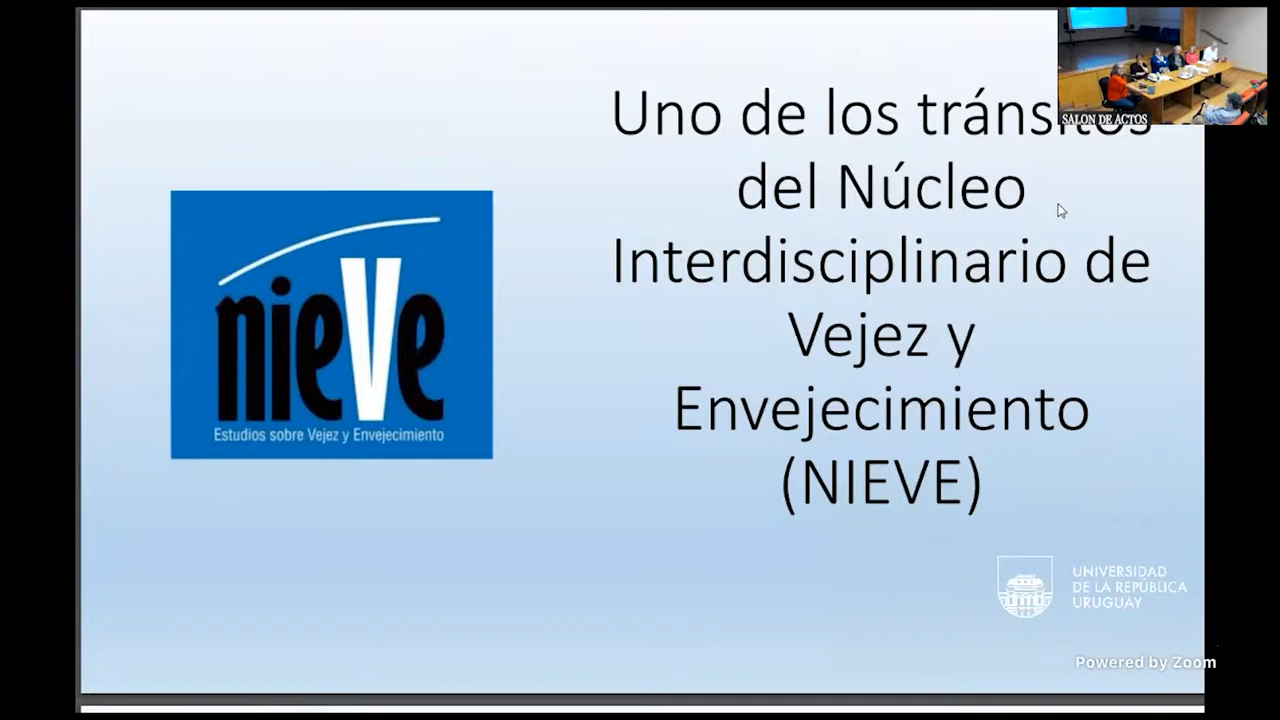 Uno de los tránsitos
del Núcleo
Interdisciplinario de
Vejez y
Envejecimiento
(NIEVE)
nieVe
Estudios sobre Vejez y Envejecimiento
SALON DE ACTOS
UNIVERSIDAD
DE LA REPÚBLICA
URUGUAY
Powered by Zoom